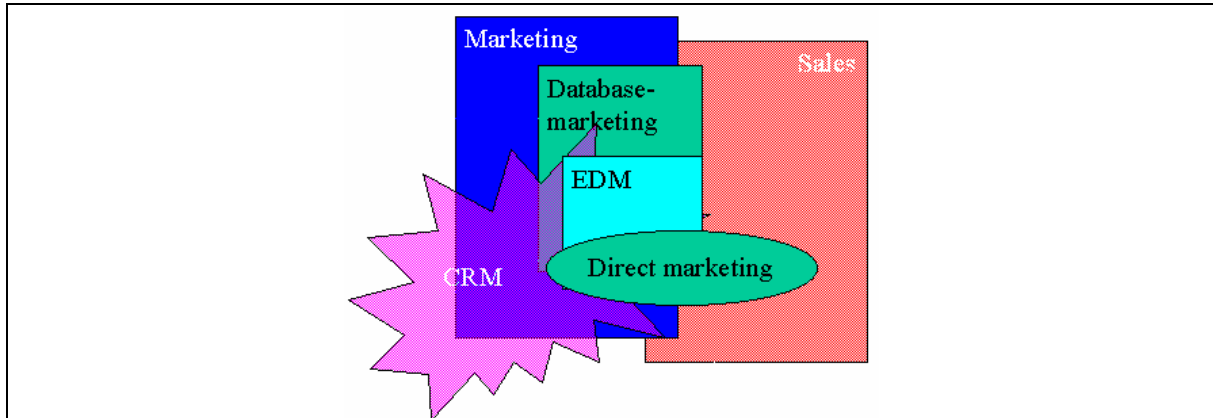 Marketing
Sales
Database-
marketing
EDM
Direct marketing
CRM